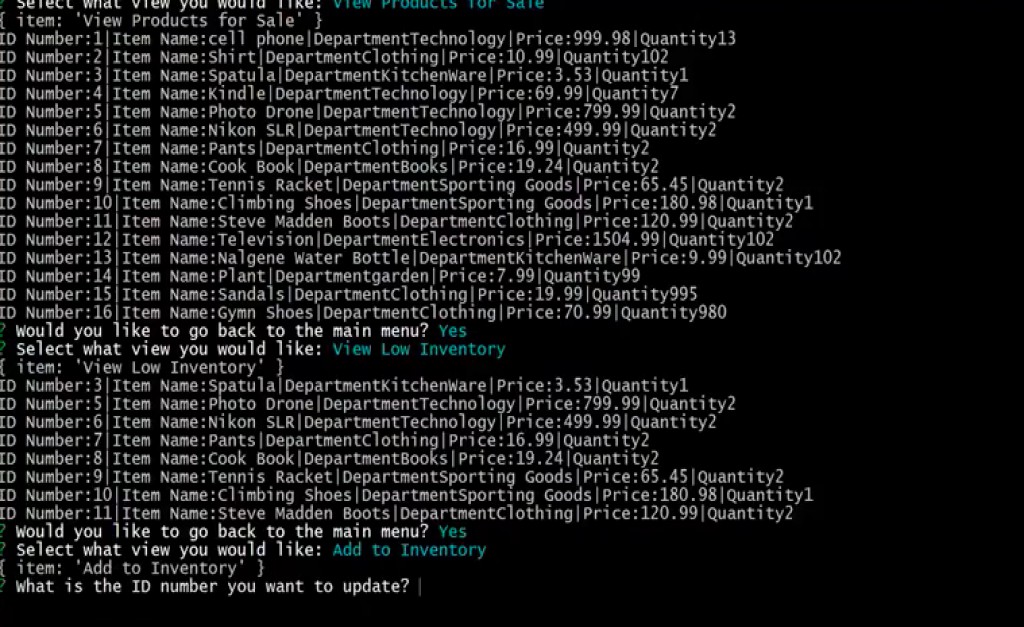 ? Select what view you would like: View Products for Sale
{ item: 'View Products for Sale' }
ID Number:1|Item Name:cell phone|DepartmentTechnology|Price:999.98|Quantity13
ID Number:2|Item Name:Shirt|DepartmentClothing|Price:10.99|Quantity102
ID Number:3|Item Name:Spatula|DepartmentKitchenWare|Price:3.53|Quantity1
ID Number:4|Item Name:Kindle|DepartmentTechnology|Price:69.99|Quantity7
ID Number:5|Item Name:Photo Drone|DepartmentTechnology|Price:799.99|Quantity2
ID Number:6|Item Name:Nikon SLR|DepartmentTechnology|Price:499.99|Quantity2
ID Number:7|Item Name:Pants|DepartmentClothing|Price:16.99|Quantity2
ID Number:8|Item Name:Cook Book|DepartmentBooks|Price:19.24|Quantity2
ID Number:9|Item Name:Tennis Racket|DepartmentSporting Goods|Price:65.45|Quantity2
ID Number:10|Item Name:Climbing Shoes|DepartmentSporting Goods|Price:180.98|Quantity1
ID Number:11|Item Name:Steve Madden Boots|DepartmentClothing|Price:120.99|Quantity2
ID Number:12|Item Name:Television|DepartmentElectronics|Price:1504.99|Quantity102
ID Number:13|Item Name:Nalgene Water Bottle|DepartmentKitchenWare|Price:9.99|Quantity102
ID Number:14|Item Name:Plant|Departmentgarden|Price:7.99|Quantity99
ID Number:15|Item Name:Sandals|DepartmentClothing|Price:19.99|Quantity995
ID Number:16|Item Name:Gymn Shoes|DepartmentClothing|Price:70.99|Quantity980
? Would you like to go back to the main menu? Yes
? Select what view you would like: View Low Inventory
{ item: 'View Low Inventory' }
ID Number:3|Item Name:Spatula|DepartmentKitchenWare|Price:3.53|Quantity1
ID Number:5|Item Name:Photo Drone|DepartmentTechnology|Price:799.99|Quantity2
ID Number:6|Item Name:Nikon SLR|DepartmentTechnology|Price:499.99|Quantity2
ID Number:7|Item Name:Pants|DepartmentClothing|Price:16.99|Quantity2
ID Number:8|Item Name:Cook Book|DepartmentBooks|Price:19.24|Quantity2
ID Number:9|Item Name:Tennis Racket|DepartmentSporting Goods|Price:65.45|Quantity2
ID Number:10|Item Name:Climbing Shoes|DepartmentSporting Goods|Price:180.98|Quantity1
ID Number:11|Item Name:Steve Madden Boots|DepartmentClothing|Price:120.99|Quantity2
? Would you like to go back to the main menu? Yes
? Select what view you would like: Add to Inventory
{ item: 'Add to Inventory' }
? What is the ID number you want to update?